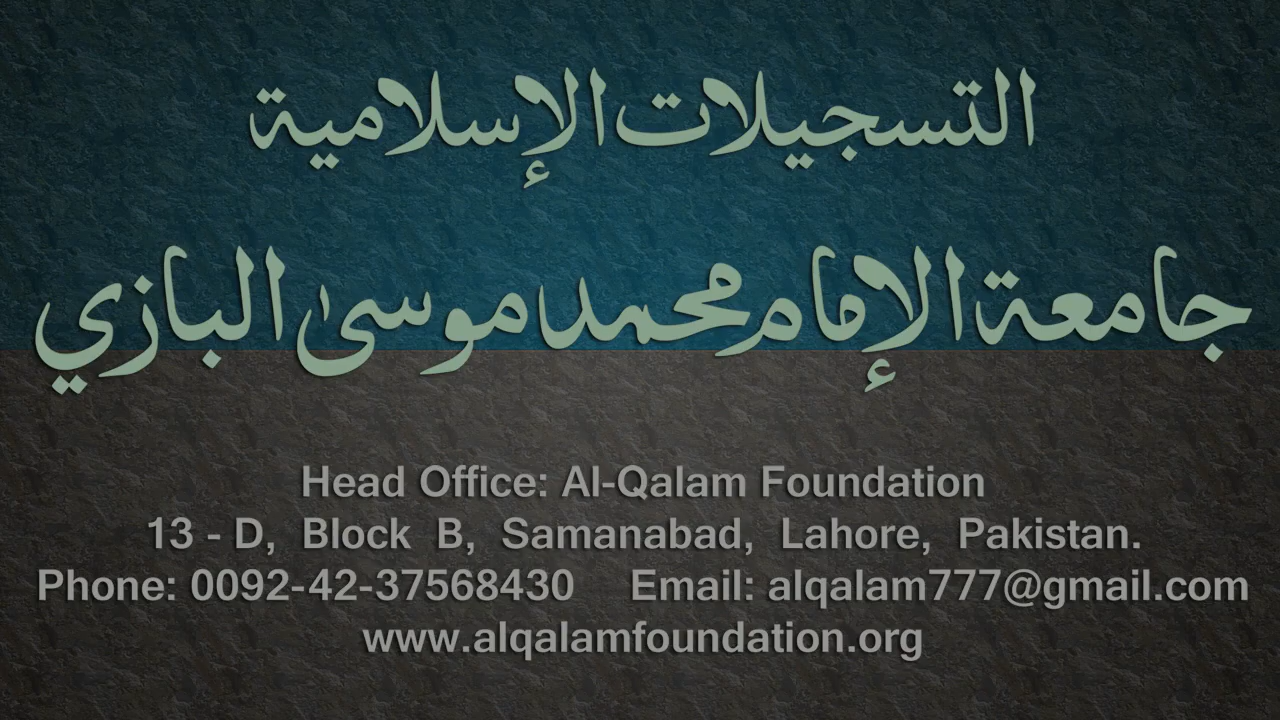 التسجيلات الإسلامية
جامعة الإمام محمد موسىٰ البازي
Head Office: Al-Qalam Foundation
13 - D, Block B, Samanabad, Lahore, Pakistan.
Phone: 0092-42-37568430 Email: alqalam777@gmail.com
www.alqalamfoundation.org